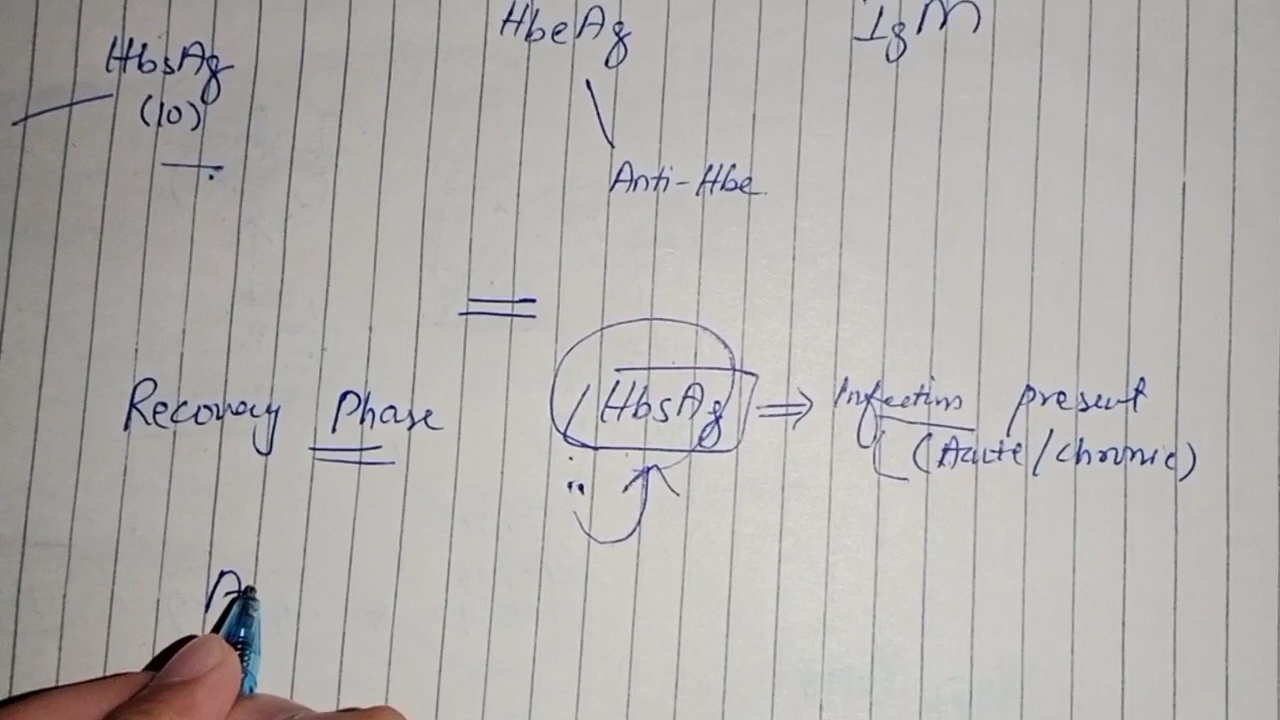 HbsAg
(10)
HbeAg
IgM
Anti-Hbe
Recovery Phase
HbsAg ⇒ Infection present
(Acute/chronic)
A